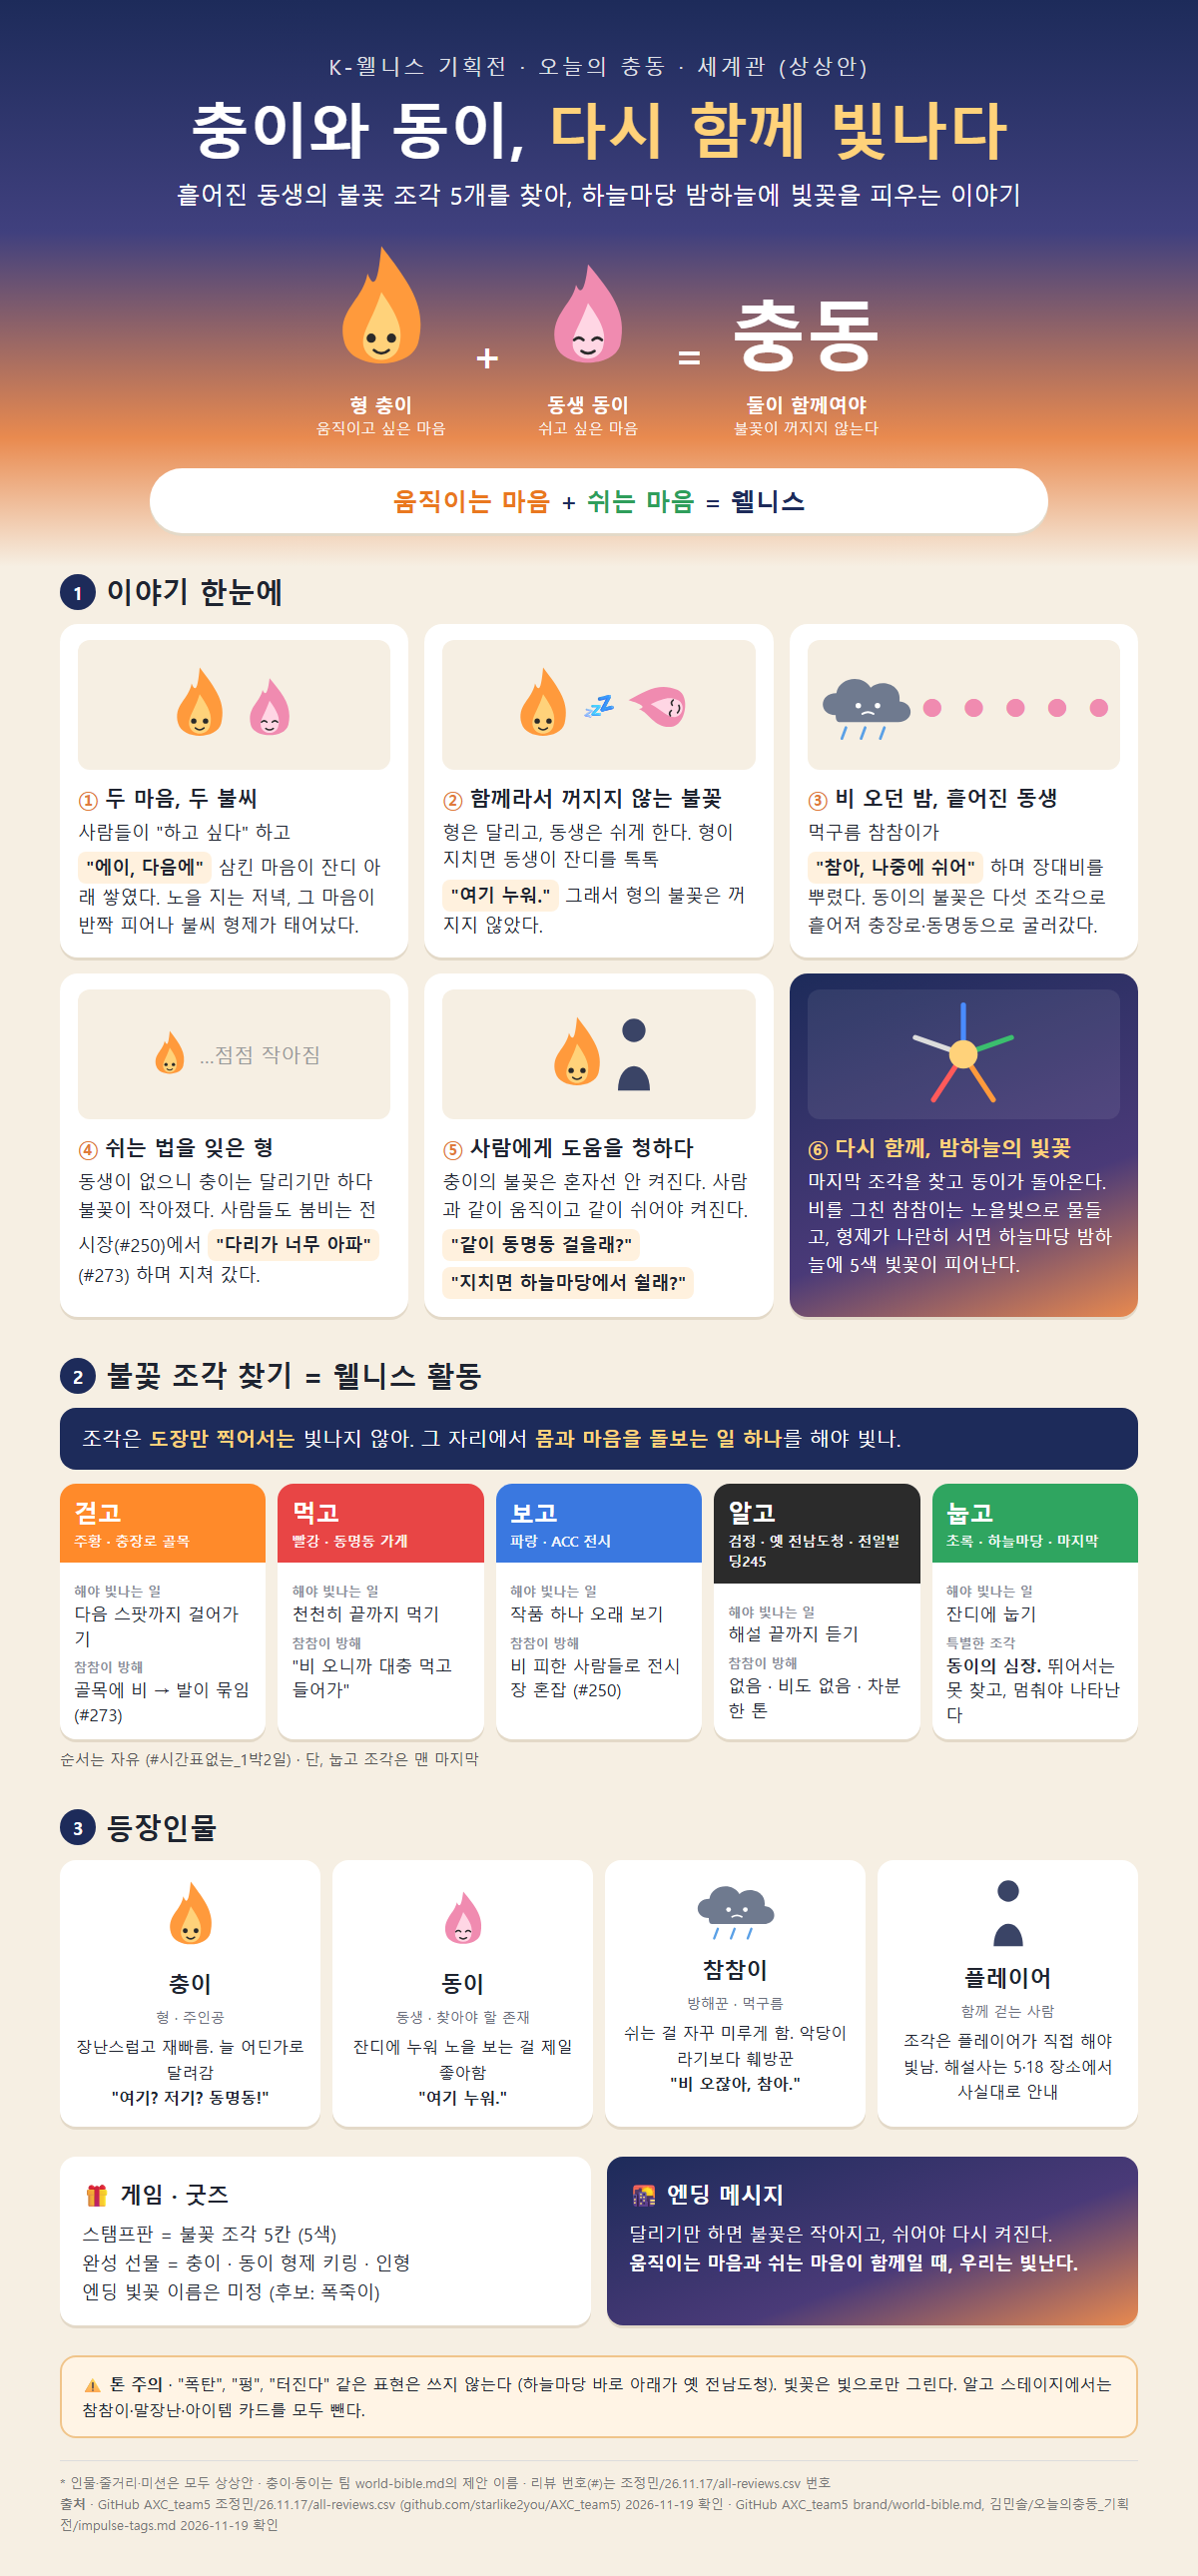 K-웰니스 기획전 · 오늘의 충동 · 세계관 (상상안)
충이와 동이, 다시 함께 빛나다
흩어진 동생의 불꽃 조각 5개를 찾아, 하늘마당 밤하늘에 빛꽃을 피우는 이야기
+ = 충동
형 충이
움직이고 싶은 마음
동생 동이
쉬고 싶은 마음
둘이 함께여야
불꽃이 꺼지지 않는다
움직이는 마음 + 쉬는 마음 = 웰니스
1 이야기 한눈에
① 두 마음, 두 불씨
사람들이 "하고 싶다" 하고
"에이, 다음에" 삼킨 마음이 잔디 아
래 쌓였다. 노을 지는 저녁, 그 마음이
반짝 피어나 불씨 형제가 태어났다.
💤
② 함께라서 꺼지지 않는 불꽃
형은 달리고, 동생은 쉬게 한다. 형이
지치면 동생이 잔디를 톡톡
"여기 누워." 그래서 형의 불꽃은 꺼
지지 않았다.
③ 비 오던 밤, 흩어진 동생
먹구름 참참이가
"참아, 나중에 쉬어" 하며 장대비를
뿌렸다. 동이의 불꽃은 다섯 조각으로
흩어져 충장로·동명동으로 굴러갔다.
...점점 작아짐
④ 쉬는 법을 잊은 형
동생이 없으니 충이는 달리기만 하다
불꽃이 작아졌다. 사람들도 붐비는 전
시장(#250)에서 "다리가 너무 아파"
(#273) 하며 지쳐 갔다.
⑤ 사람에게 도움을 청하다
충이의 불꽃은 혼자선 안 켜진다. 사람
과 같이 움직이고 같이 쉬어야 켜진다.
"같이 동명동 걸을래?"
"지치면 하늘마당에서 쉴래?"
⑥ 다시 함께, 밤하늘의 빛꽃
마지막 조각을 찾고 동이가 돌아온다.
비를 그친 참참이는 노을빛으로 물들
고, 형제가 나란히 서면 하늘마당 밤하
늘에 5색 빛꽃이 피어난다.
2 불꽃 조각 찾기 = 웰니스 활동
조각은 도장만 찍어서는 빛나지 않아. 그 자리에서 몸과 마음을 돌보는 일 하나를 해야 빛나.
걷고
주황 · 충장로 골목
해야 빛나는 일
다음 스팟까지 걸어가
기
참참이 방해
골목에 비 → 발이 묶임
(#273)
먹고
빨강 · 동명동 가게
해야 빛나는 일
천천히 끝까지 먹기
참참이 방해
"비 오니까 대충 먹고
들어가"
보고
파랑 · ACC 전시
해야 빛나는 일
작품 하나 오래 보기
참참이 방해
비 피한 사람들로 전시
장 혼잡 (#250)
알고
검정 · 옛 전남도청 · 전일빌
딩245
해야 빛나는 일
해설 끝까지 듣기
참참이 방해
없음 · 비도 없음 · 차분
한 톤
눕고
초록 · 하늘마당 · 마지막
해야 빛나는 일
잔디에 눕기
특별한 조각
동이의 심장. 뛰어서는
못 찾고, 멈춰야 나타난
다
순서는 자유 (#시간표없는_1박2일) · 단, 눕고 조각은 맨 마지막
3 등장인물
충이
형 · 주인공
장난스럽고 재빠름. 늘 어딘가로
달려감
"여기? 저기? 동명동!"
동이
동생 · 찾아야 할 존재
잔디에 누워 노을 보는 걸 제일
좋아함
"여기 누워."
참참이
방해꾼 · 먹구름
쉬는 걸 자꾸 미루게 함. 악당이
라기보다 훼방꾼
"비 오잖아, 참아."
플레이어
함께 걷는 사람
조각은 플레이어가 직접 해야
빛남. 해설사는 5·18 장소에서
사실대로 안내
🎁 게임 · 굿즈
스탬프판 = 불꽃 조각 5칸 (5색)
완성 선물 = 충이 · 동이 형제 키링 · 인형
엔딩 빛꽃 이름은 미정 (후보: 폭죽이)
🌇 엔딩 메시지
달리기만 하면 불꽃은 작아지고, 쉬어야 다시 켜진다.
움직이는 마음과 쉬는 마음이 함께일 때, 우리는 빛난다.
⚠️ 톤 주의 · "폭탄", "펑", "터진다" 같은 표현은 쓰지 않는다 (하늘마당 바로 아래가 옛 전남도청). 빛꽃은 빛으로만 그린다. 알고 스테이지에서는
참참이·말장난·아이템 카드를 모두 뺀다.
* 인물·줄거리·미션은 모두 상상안 · 충이·동이는 팀 world-bible.md의 제안 이름 · 리뷰 번호(#)는 조정민/26.11.17/all-reviews.csv 번호
출처 · GitHub AXC_team5 조정민/26.11.17/all-reviews.csv (github.com/starlike2you/AXC_team5) 2026-11-19 확인 · GitHub AXC_team5 brand/world-bible.md, 김민솔/오늘의충동_기획
전/impulse-tags.md 2026-11-19 확인